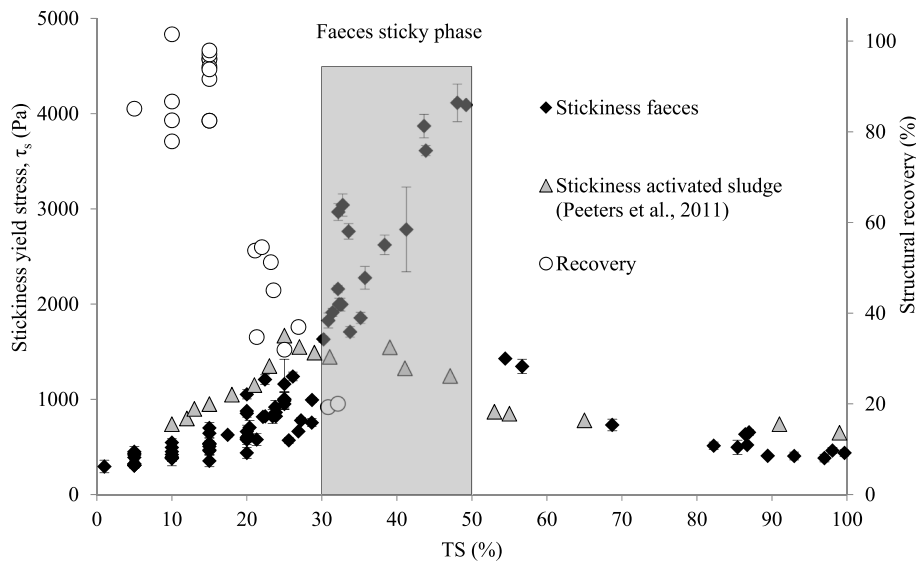 Faeces sticky phase
Stickiness yield stress, τs (Pa)
5000
4000
3000
2000
1000
0
Stickiness faeces
Stickiness activated sludge
(Peeters et al., 2011)
Recovery
100
80
60
40
20
0
Structural recovery (%)
0 10 20 30 40 50 60 70 80 90 100
TS (%)